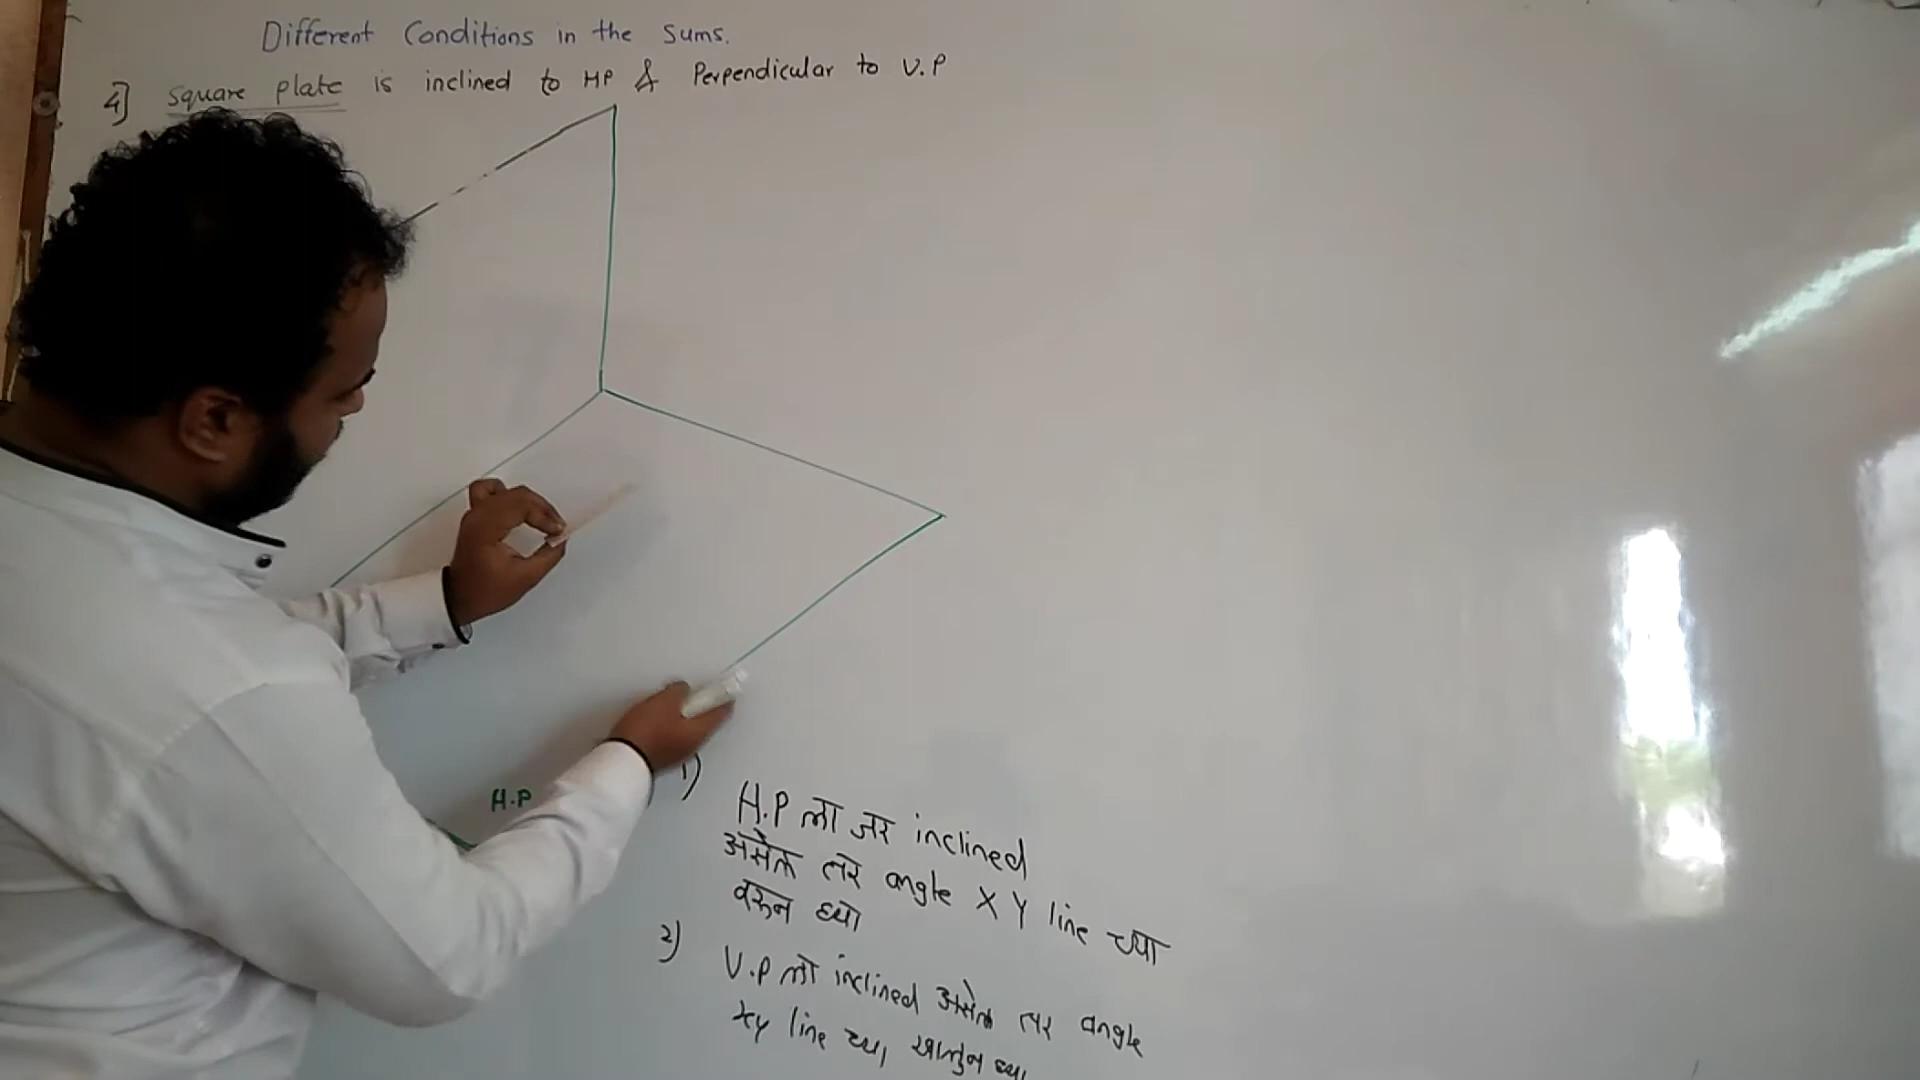 Different Conditions in the Sums.
4] square plate is inclined to HP & Perpendicular to V.P
H.P
1) H.P ला जर inclined
असेल तर angle X Y line च्या
वरून घ्या
2) V.P ला inclined असेल तर angle
xy line च्या खालुन घ्या